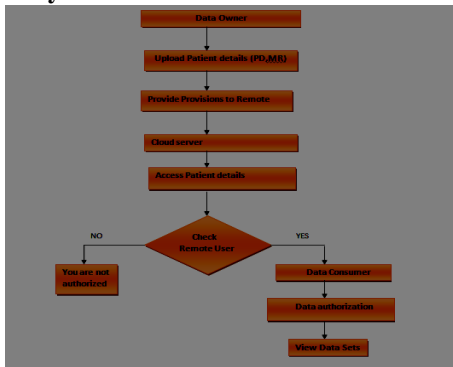 Data Owner
Upload Patient details (PD,MR)
Provide Provisions to Remote
Cloud server
Access Patient details
Check
Remote User
NO
YES
You are not
authorized
Data Consumer
Data authorization
View Data Sets